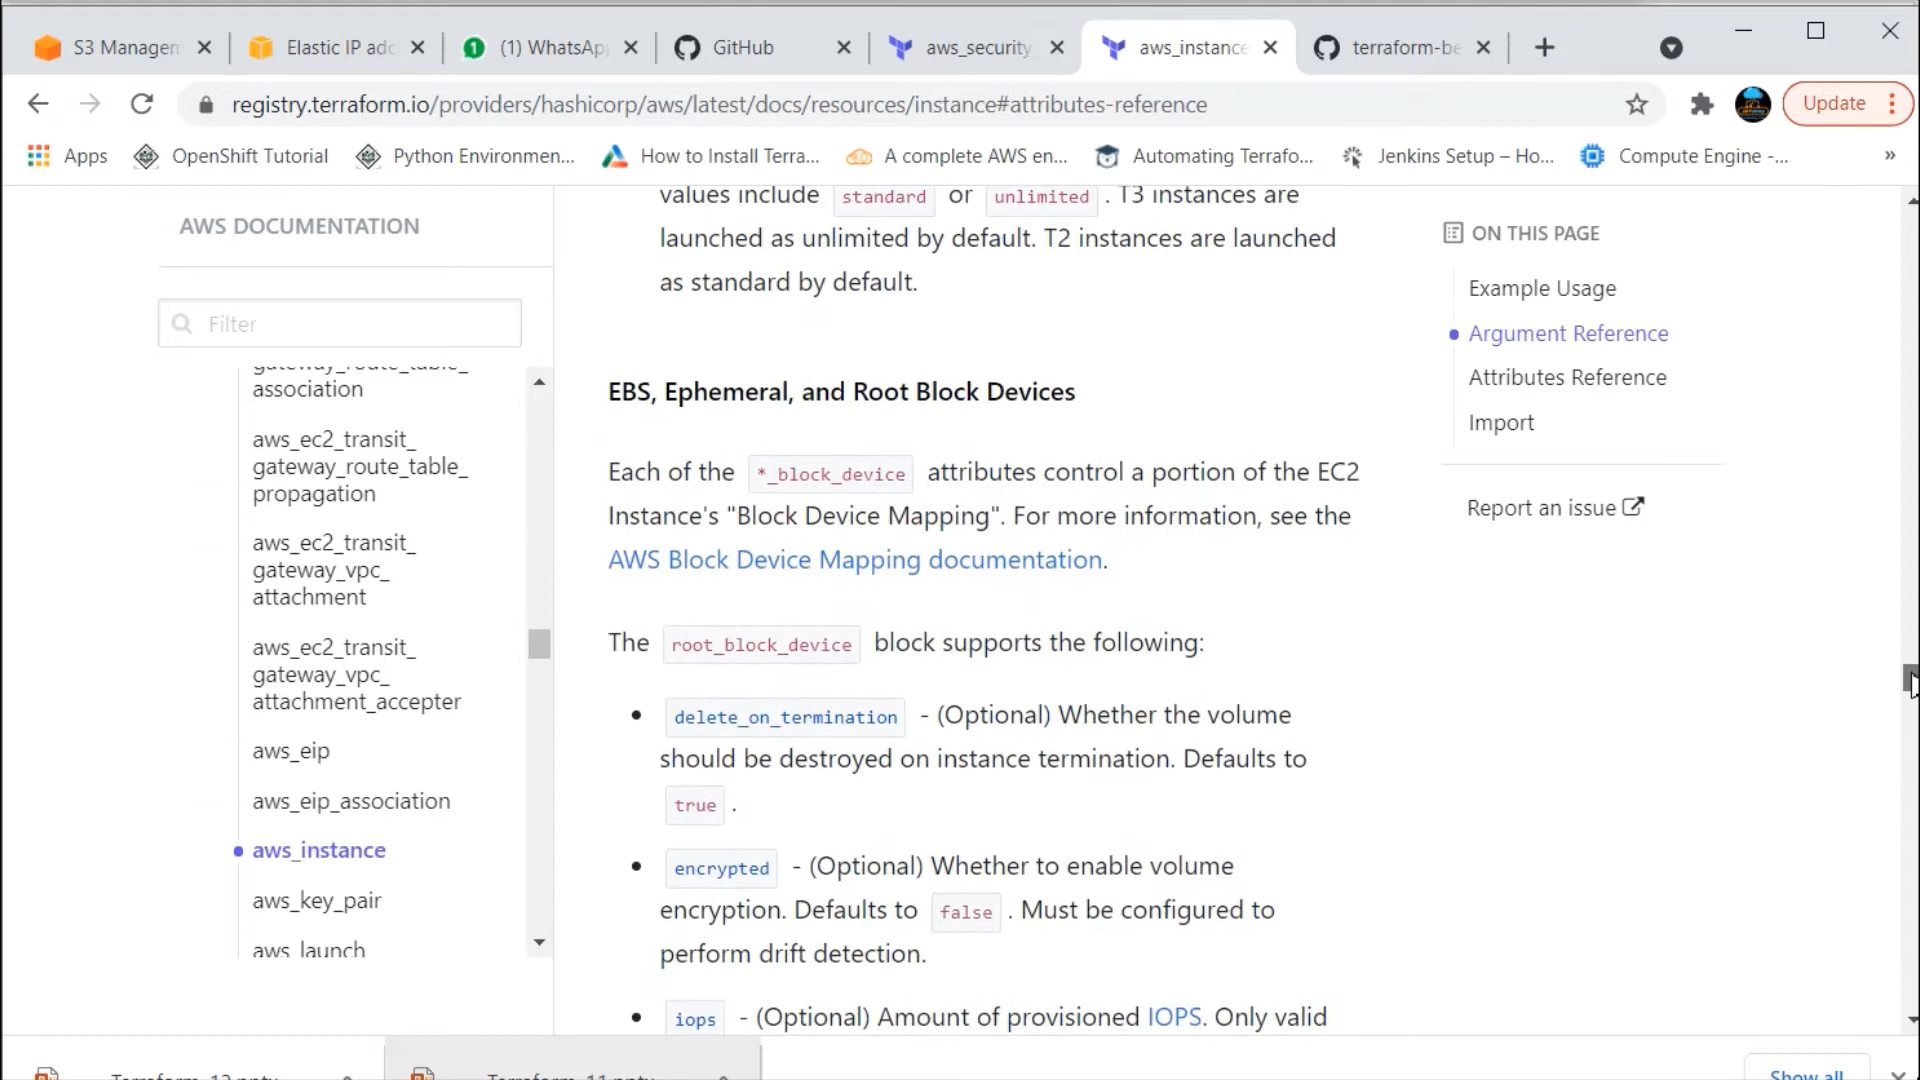 S3 Managem
Elastic IP add
(1) WhatsApp
GitHub
aws_security
aws_instance
terraform-be
registry.terraform.io/providers/hashicorp/aws/latest/docs/resources/instance#attributes-reference
Update
Apps
OpenShift Tutorial
Python Environmen...
How to Install Terra...
A complete AWS en...
Automating Terrafo...
Jenkins Setup – Ho...
Compute Engine -...
»
AWS DOCUMENTATION
Filter
gateway_route_table_
association
aws_ec2_transit_
gateway_route_table_
propagation
aws_ec2_transit_
gateway_vpc_
attachment
aws_ec2_transit_
gateway_vpc_
attachment_accepter
aws_eip
aws_eip_association
aws_instance
aws_key_pair
aws_launch
values include standard or unlimited . T3 instances are
launched as unlimited by default. T2 instances are launched
as standard by default.
EBS, Ephemeral, and Root Block Devices
Each of the *_block_device attributes control a portion of the EC2
Instance's "Block Device Mapping". For more information, see the
AWS Block Device Mapping documentation.
The root_block_device block supports the following:
• delete_on_termination - (Optional) Whether the volume
should be destroyed on instance termination. Defaults to
true .
• encrypted - (Optional) Whether to enable volume
encryption. Defaults to false . Must be configured to
perform drift detection.
• iops - (Optional) Amount of provisioned IOPS. Only valid
ON THIS PAGE
Example Usage
Argument Reference
Attributes Reference
Import
Report an issue
Terraform-12.pptx
Terraform-11.pptx
Show all